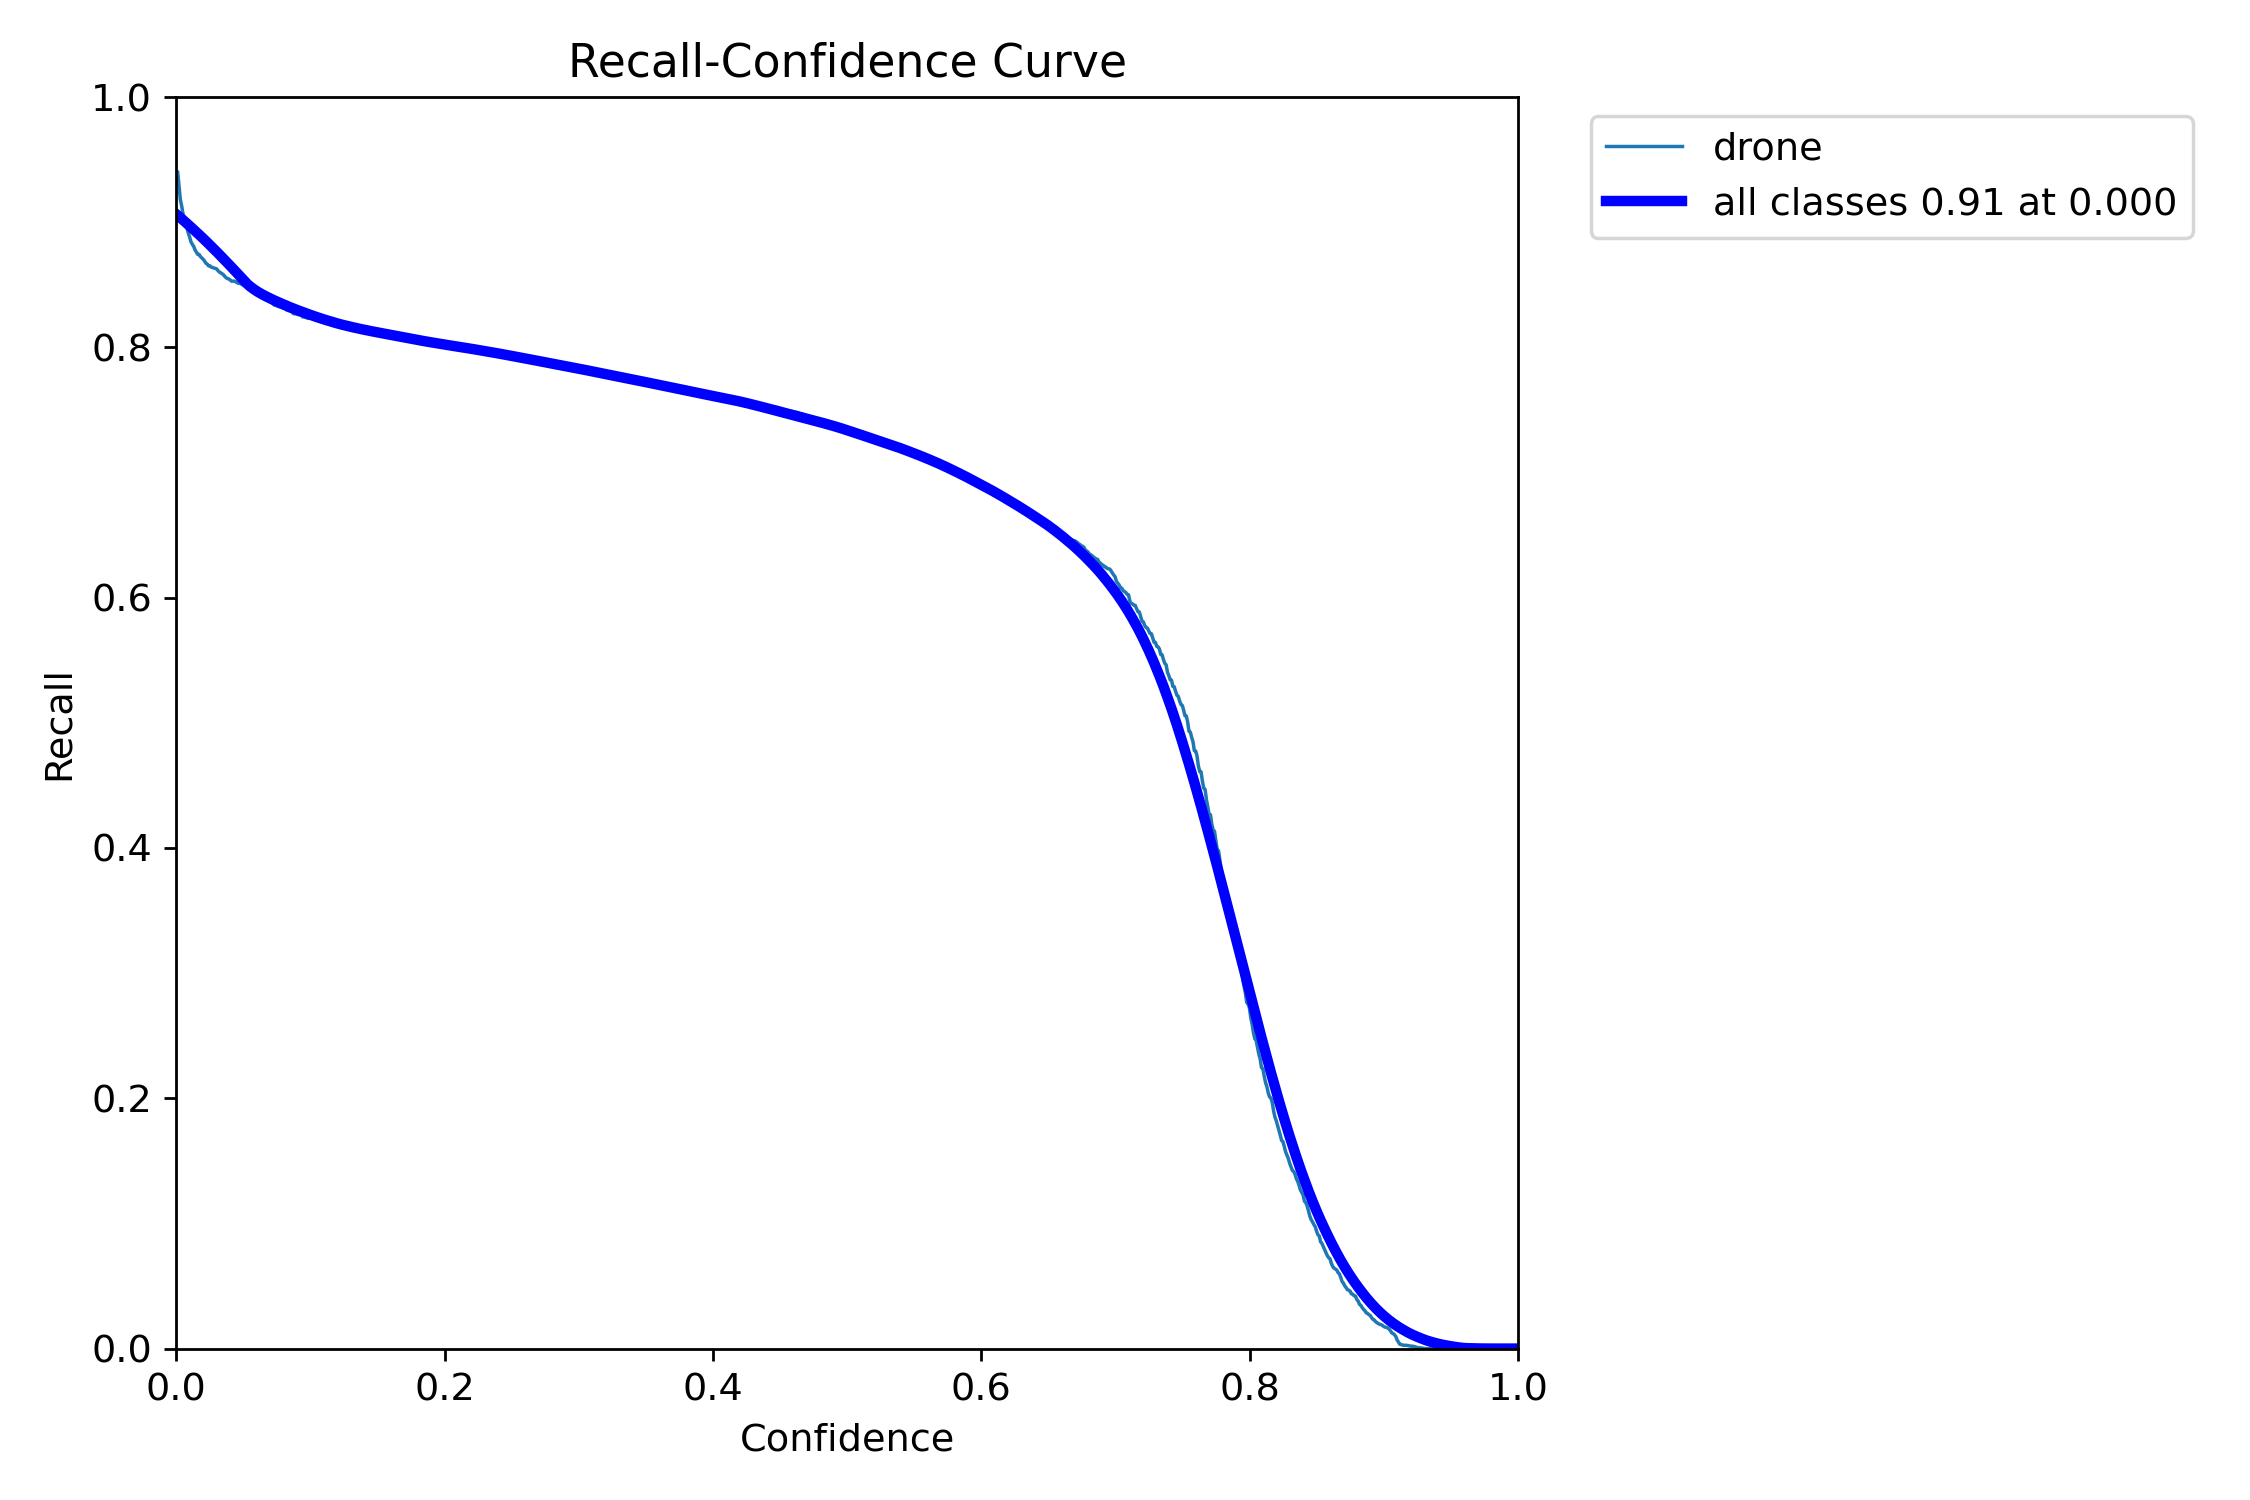 Recall-Confidence Curve
1.0
0.8
0.6
0.4
0.2
0.0
Recall
0.0 0.2 0.4 0.6 0.8 1.0
Confidence
drone
all classes 0.91 at 0.000